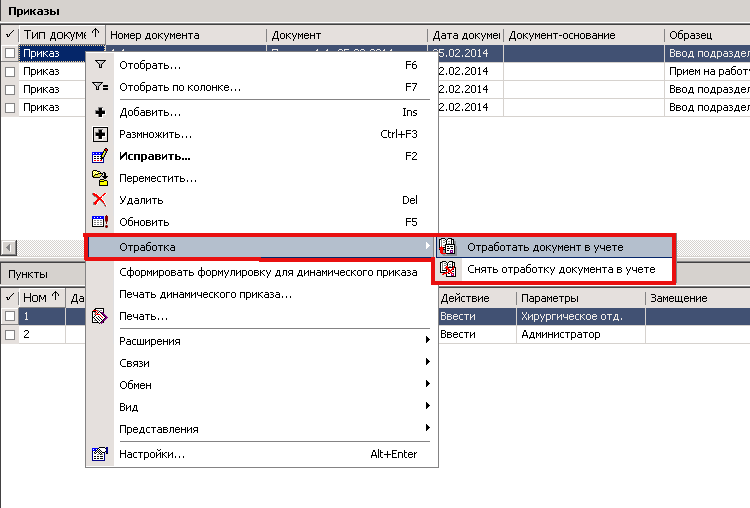 Приказы
Тип докуме Номер документа Документ Дата докумен Документ-основание Образец
Приказ 05.02.2014 Ввод подраздел
Приказ 2.02.2014 Прием на работу
Приказ 2.02.2014 Ввод подраздел
Приказ 2.02.2014 Ввод подраздел
Отобрать... F6
Отобрать по колонке... F7
Добавить... Ins
Размножить... Ctrl+F3
Исправить... F2
Переместить...
Удалить Del
Обновить F5
Отработка
Отработать документ в учете
Снять отработку документа в учете
Сформировать формулировку для динамического приказа
Печать динамического приказа...
Печать...
Расширения
Связи
Обмен
Вид
Представления
Настройки... Alt+Enter
Пункты
Ном Да Действие Параметры Замещение
1 Ввести Хирургическое отд.
2 Ввести Администратор